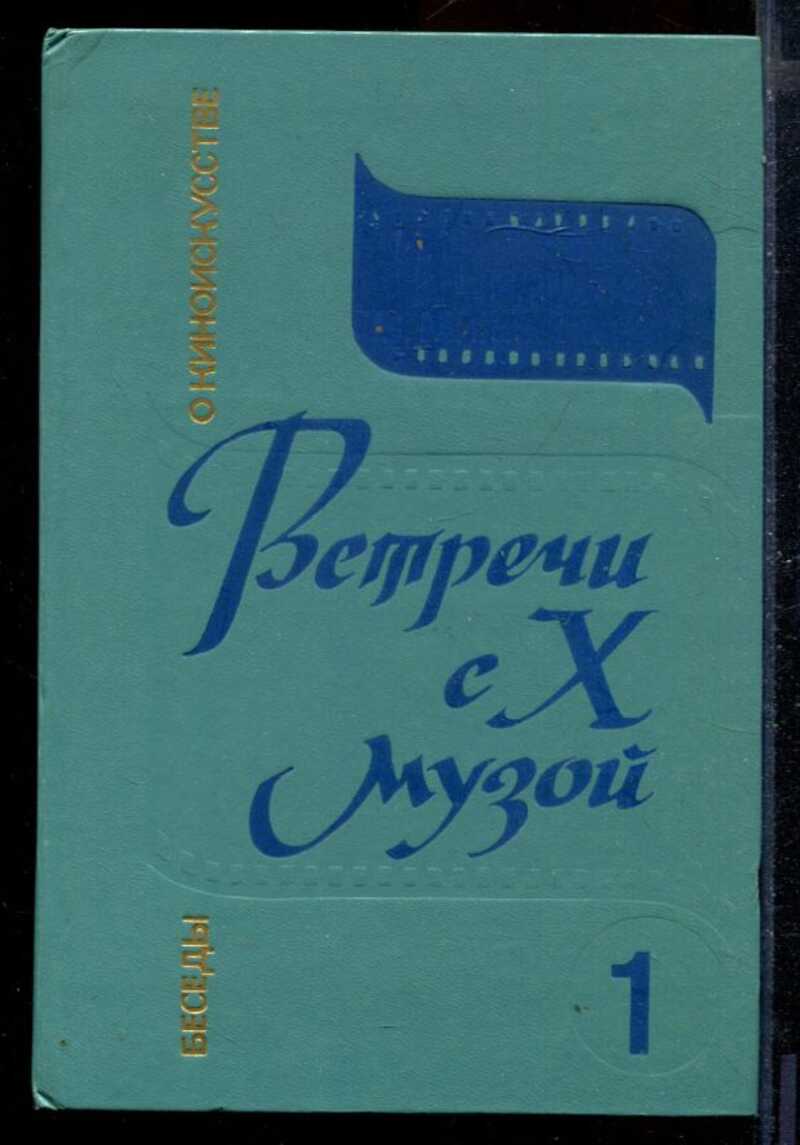 БЕСЕДЫ
О КИНОИСКУССТВЕ
Встречи
с X
музой
1